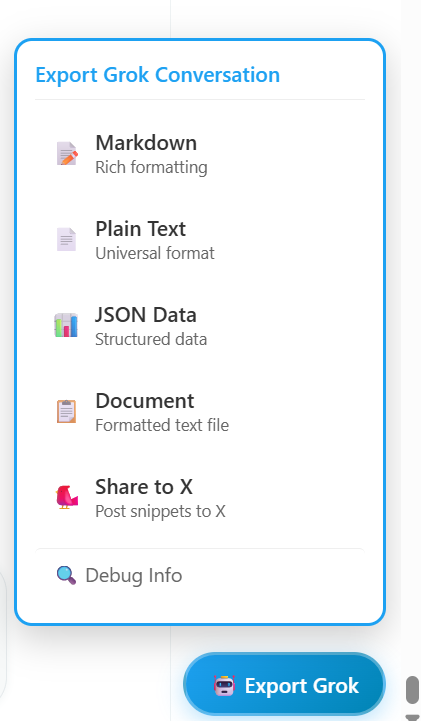 Export Grok Conversation
Markdown
Rich formatting
Plain Text
Universal format
JSON Data
Structured data
Document
Formatted text file
Share to X
Post snippets to X
Debug Info
Export Grok